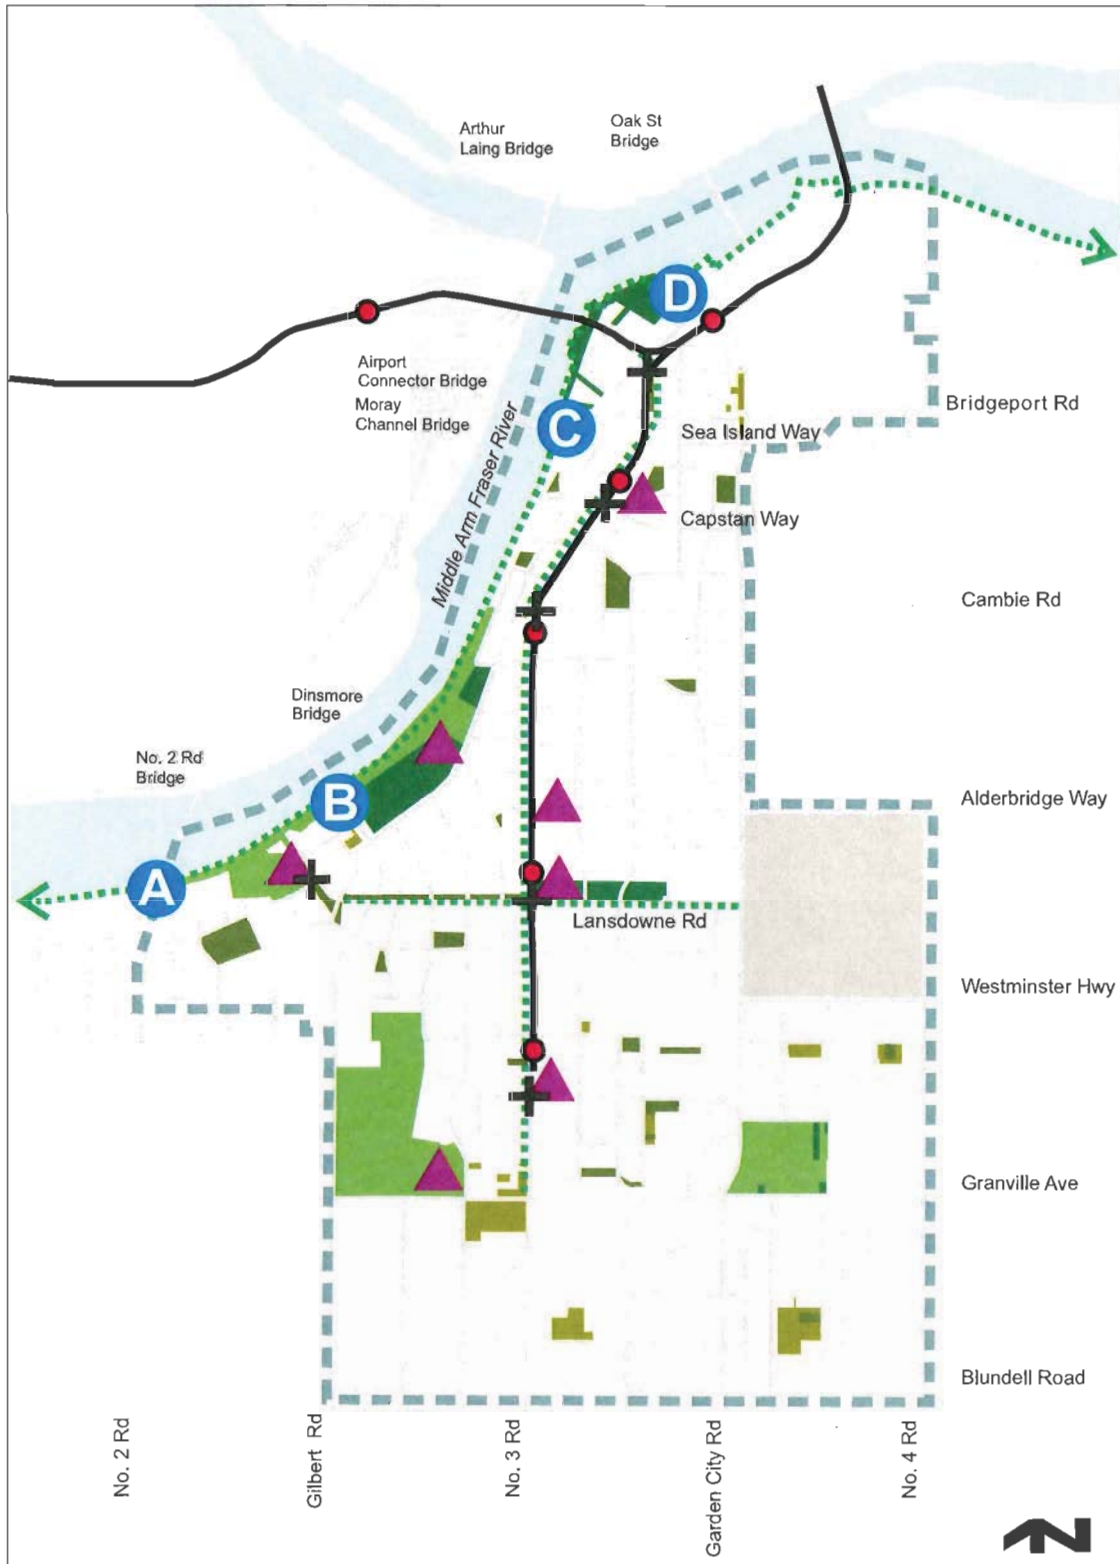 Arthur
Laing Bridge
Oak St
Bridge
D
Airport
Connector Bridge
Moray
Channel Bridge
Bridgeport Rd
C
Sea Island Way
Middle Arm Fraser River
Capstan Way
Cambie Rd
Dinsmore
Bridge
No. 2 Rd
Bridge
B
Alderbridge Way
A
Lansdowne Rd
Westminster Hwy
Granville Ave
Blundell Road
No. 2 Rd
Gilbert Rd
No. 3 Rd
Garden City Rd
No. 4 Rd
N